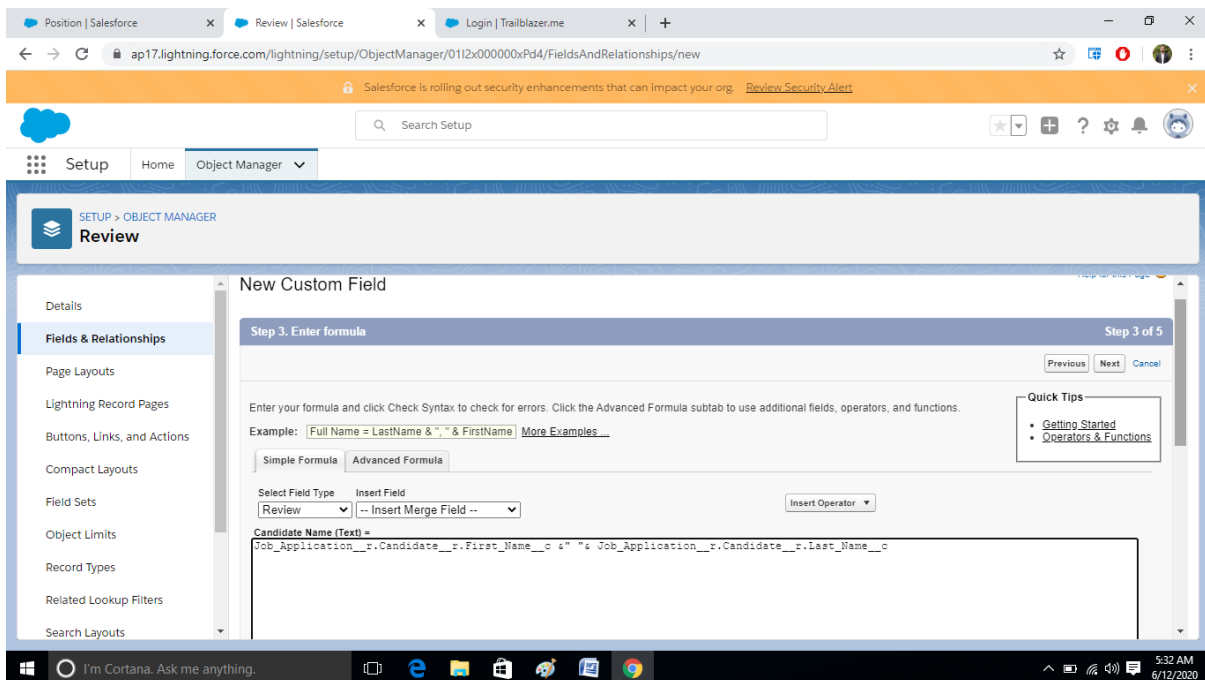 Position | Salesforce
Review | Salesforce
Login | Trailblazer.me
ap17.lightning.force.com/lightning/setup/ObjectManager/01I2x000000xPd4/FieldsAndRelationships/new
Salesforce is rolling out security enhancements that can impact your org. Review Security Alert
Search Setup
Setup
Home
Object Manager
SETUP > OBJECT MANAGER
Review
Details
Fields & Relationships
Page Layouts
Lightning Record Pages
Buttons, Links, and Actions
Compact Layouts
Field Sets
Object Limits
Record Types
Related Lookup Filters
Search Layouts
New Custom Field
Help for this Page
Step 3. Enter formula
Step 3 of 5
Previous Next Cancel
Enter your formula and click Check Syntax to check for errors. Click the Advanced Formula subtab to use additional fields, operators, and functions.
Example: Full Name = LastName & ", " & FirstName More Examples ...
Quick Tips
Getting Started
Operators & Functions
Simple Formula Advanced Formula
Select Field Type Insert Field
Review -- Insert Merge Field --
Insert Operator
Candidate Name (Text) =
Job_Application__r.Candidate__r.First_Name__c &" "& Job_Application__r.Candidate__r.Last_Name__c
I'm Cortana. Ask me anything.
5:32 AM
6/12/2020